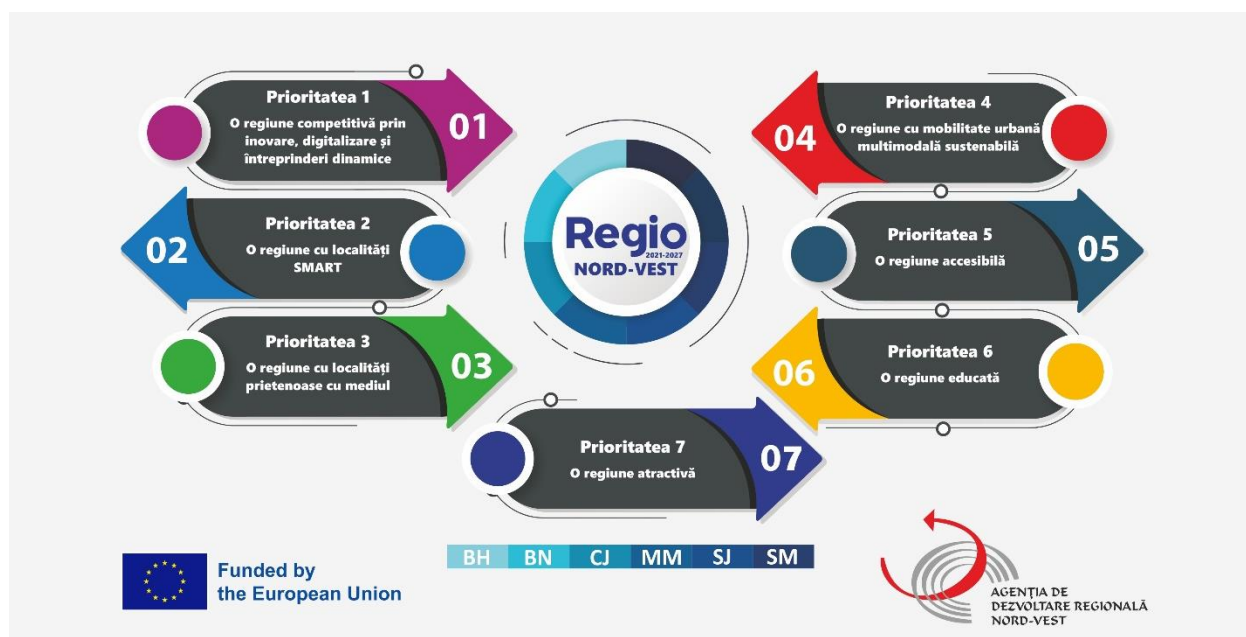 Prioritatea 1
O regiune competitivă prin
inovare, digitalizare și
întreprinderi dinamice
01
02
Prioritatea 2
O regiune cu localități
SMART
Prioritatea 3
O regiune cu localități
prietenoase cu mediul
03
Regio
2021-2027
NORD-VEST
04
Prioritatea 4
O regiune cu mobilitate urbană
multimodală sustenabilă
Prioritatea 5
O regiune accesibilă
05
06
Prioritatea 6
O regiune educată
Prioritatea 7
O regiune atractivă
07
BH BN CJ MM SJ SM
Funded by
the European Union
AGENȚIA DE
DEZVOLTARE REGIONALĂ
NORD-VEST